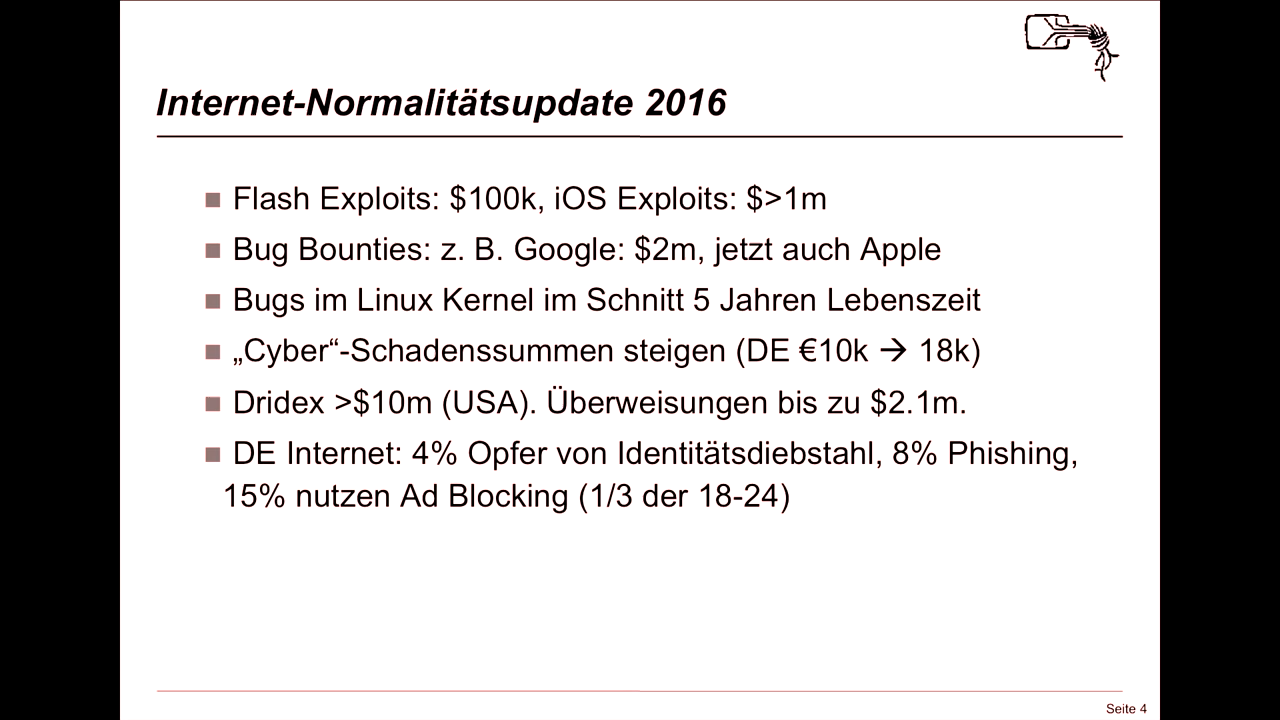 Internet-Normalitätsupdate 2016
Flash Exploits: $100k, iOS Exploits: $>1m
Bug Bounties: z. B. Google: $2m, jetzt auch Apple
Bugs im Linux Kernel im Schnitt 5 Jahren Lebenszeit
„Cyber“-Schadenssummen steigen (DE €10k → 18k)
Dridex >$10m (USA). Überweisungen bis zu $2.1m.
DE Internet: 4% Opfer von Identitätsdiebstahl, 8% Phishing,
15% nutzen Ad Blocking (1/3 der 18-24)
Seite 4